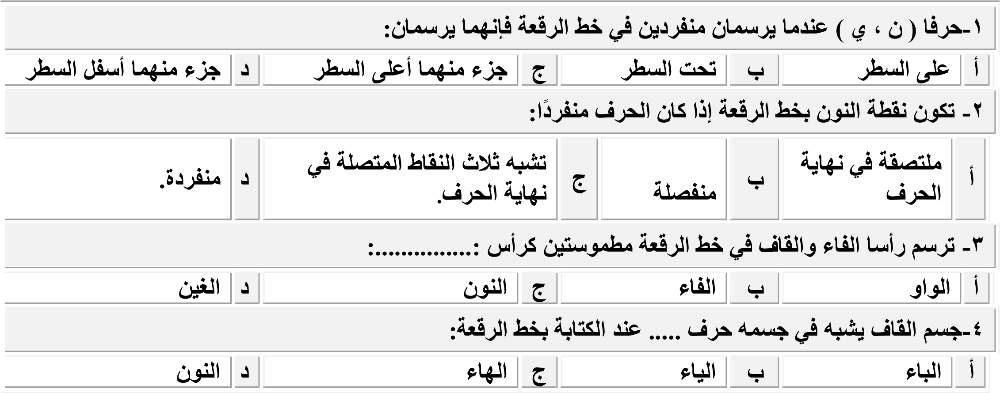 ١-حرفا ( ن ، ي ) عندما يرسمان منفردين في خط الرقعة فإنهما يرسمان:
أ على السطر ب تحت السطر ج جزء منهما أعلى السطر د جزء منهما أسفل السطر
٢- تكون نقطة النون بخط الرقعة إذا كان الحرف منفردًا:
أ ملتصقة في نهاية الحرف ب منفصلة ج تشبه ثلاث النقاط المتصلة في نهاية الحرف. د منفردة.
٣- ترسم رأسا الفاء والقاف في خط الرقعة مطموستين كرأس :...............:
أ الواو ب الفاء ج النون د الغين
٤-جسم القاف يشبه في جسمه حرف ..... عند الكتابة بخط الرقعة:
أ الباء ب الياء ج الهاء د النون